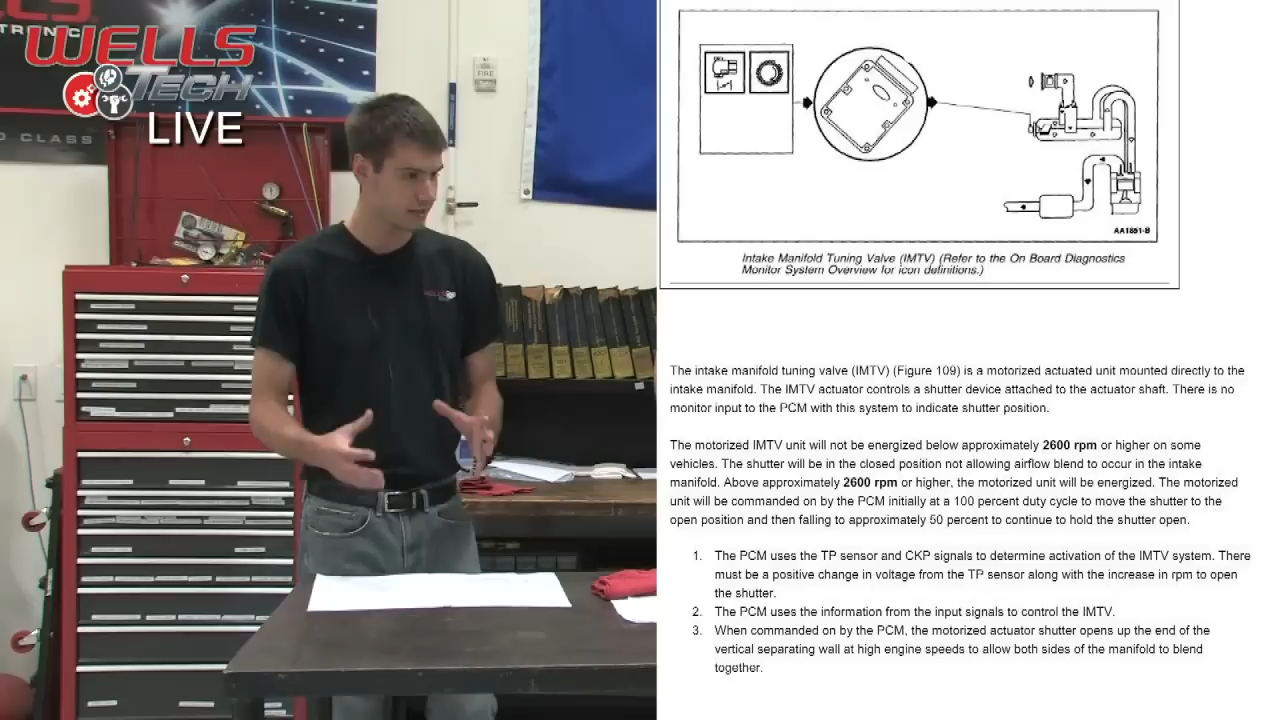 WELLS
Tech
LIVE
O CLASS
FIRE
WELLS
AA1851-B
Intake Manifold Tuning Valve (IMTV) (Refer to the On Board Diagnostics
Monitor System Overview for icon definitions.)
The intake manifold tuning valve (IMTV) (Figure 109) is a motorized actuated unit mounted directly to the
intake manifold. The IMTV actuator controls a shutter device attached to the actuator shaft. There is no
monitor input to the PCM with this system to indicate shutter position.
The motorized IMTV unit will not be energized below approximately 2600 rpm or higher on some
vehicles. The shutter will be in the closed position not allowing airflow blend to occur in the intake
manifold. Above approximately 2600 rpm or higher, the motorized unit will be energized. The motorized
unit will be commanded on by the PCM initially at a 100 percent duty cycle to move the shutter to the
open position and then falling to approximately 50 percent to continue to hold the shutter open.
1. The PCM uses the TP sensor and CKP signals to determine activation of the IMTV system. There
must be a positive change in voltage from the TP sensor along with the increase in rpm to open
the shutter.
2. The PCM uses the information from the input signals to control the IMTV.
3. When commanded on by the PCM, the motorized actuator shutter opens up the end of the
vertical separating wall at high engine speeds to allow both sides of the manifold to blend
together.